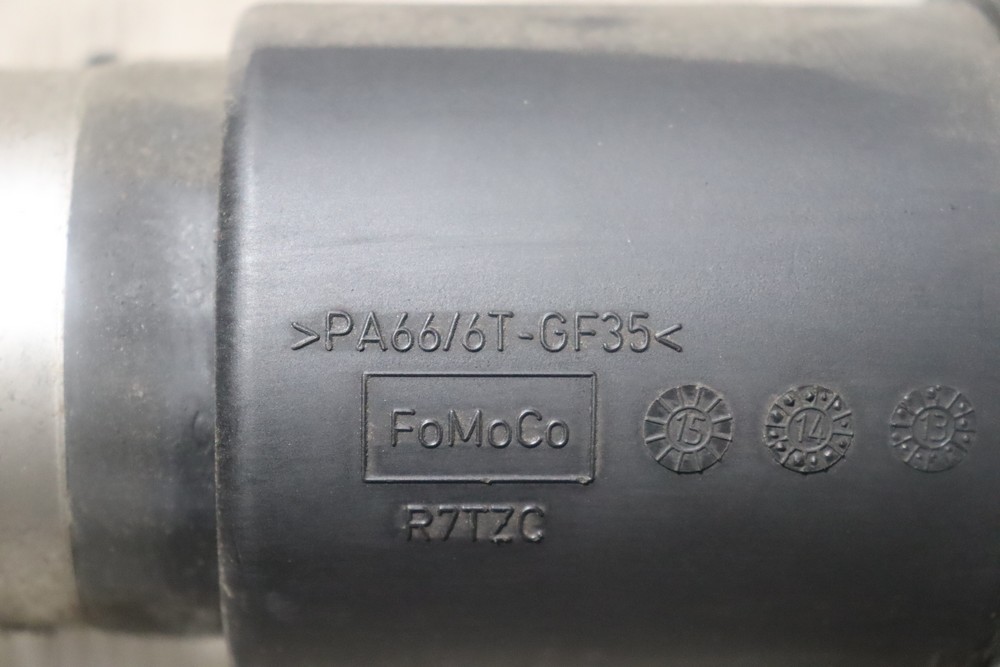 >PA66/6T-GF35<
FoMoCo
15 14 13
R7TZC